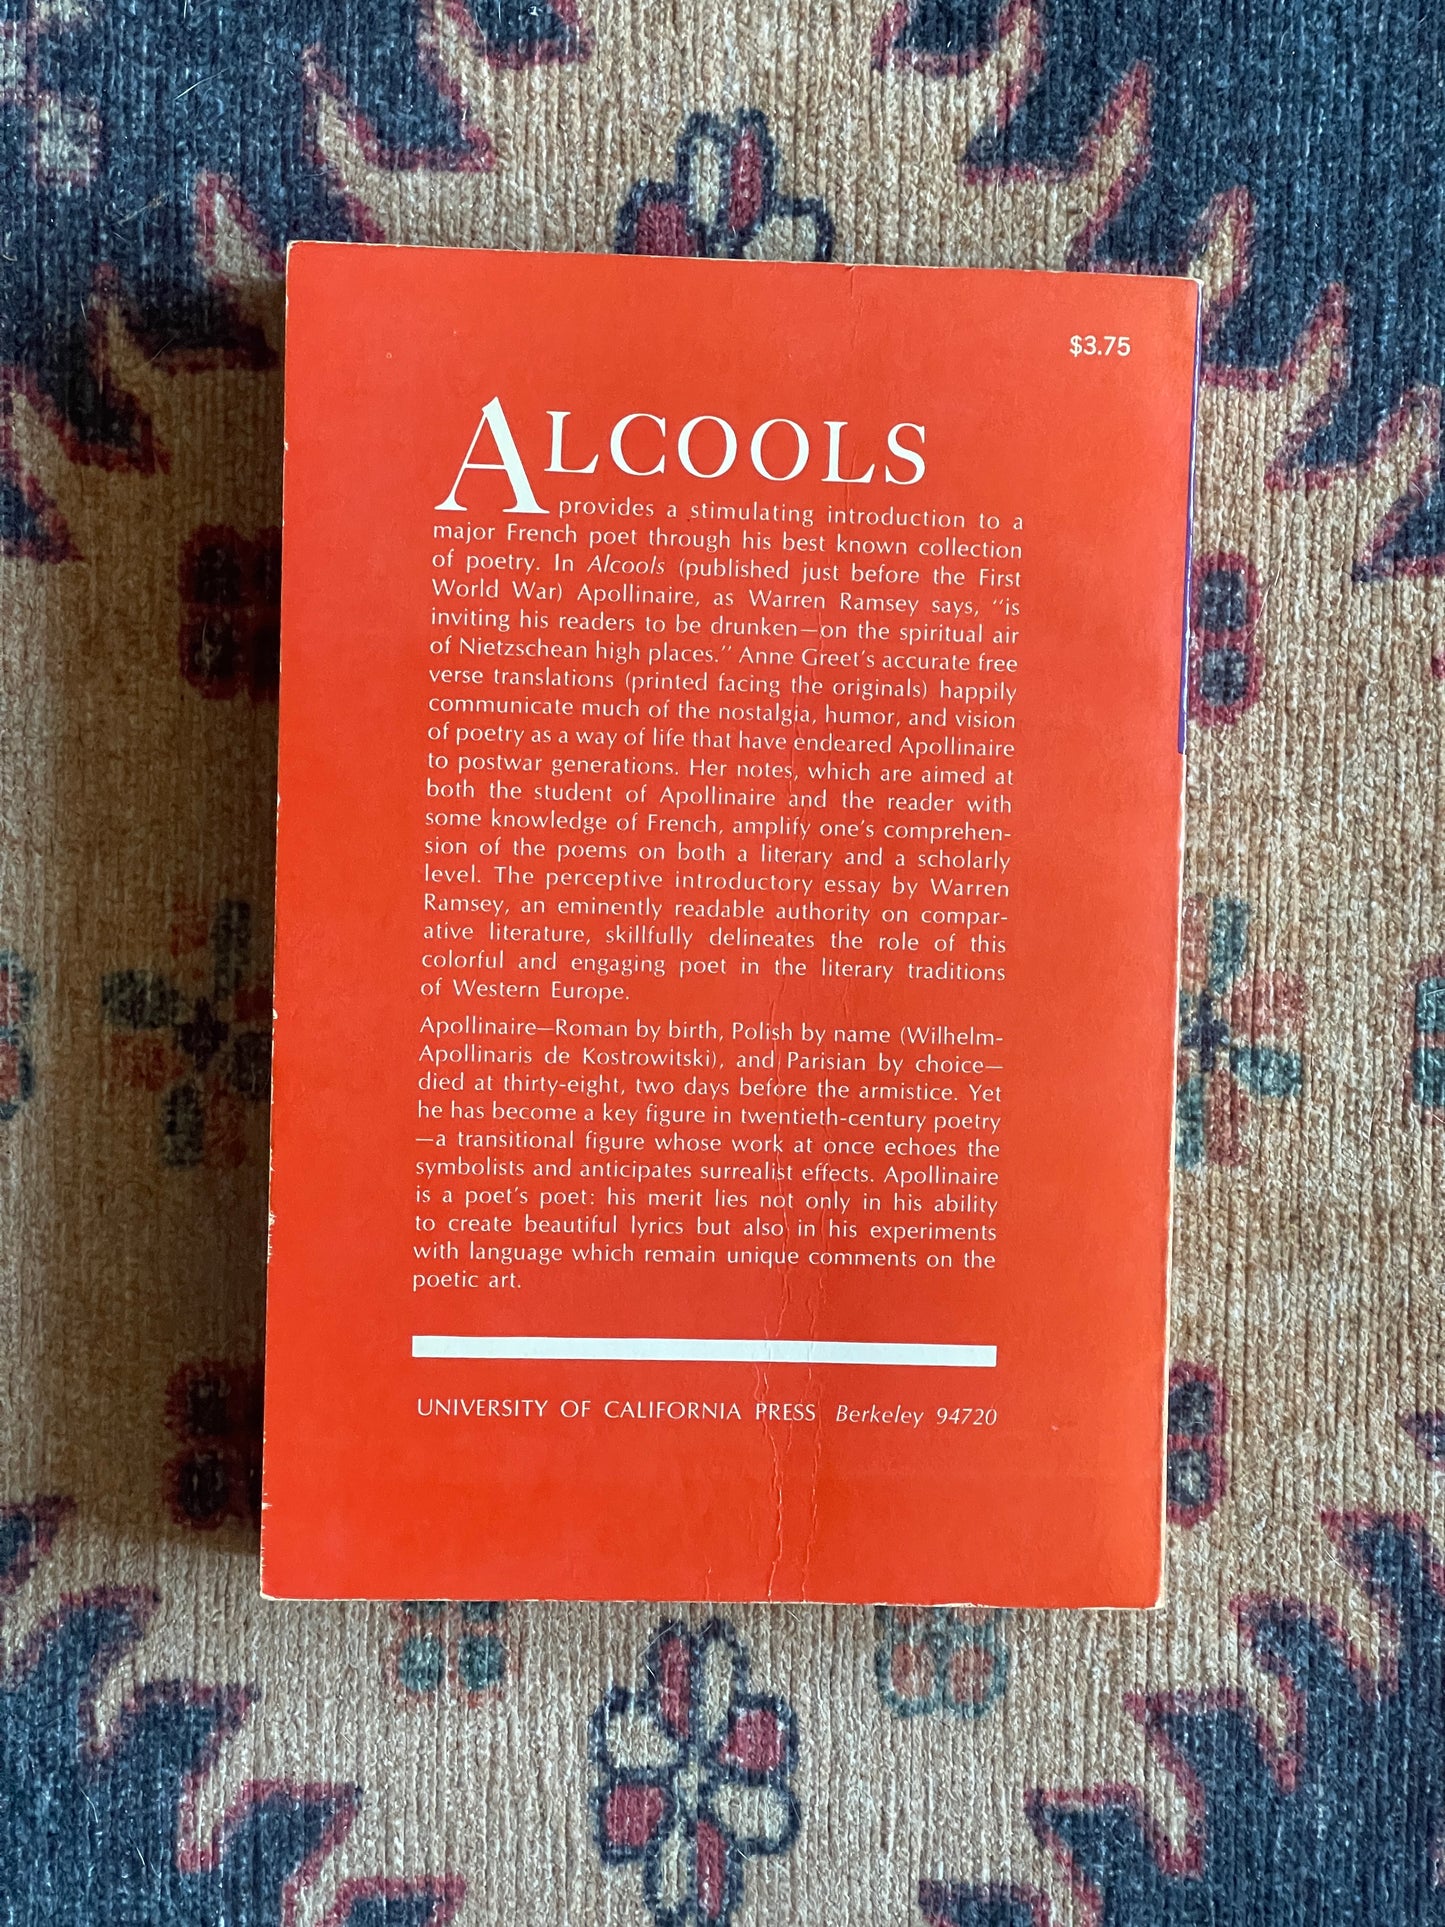 $3.75
ALCOOLS
provides a stimulating introduction to a
major French poet through his best known collection
of poetry. In Alcools (published just before the First
World War) Apollinaire, as Warren Ramsey says, "is
inviting his readers to be drunken—on the spiritual air
of Nietzschean high places." Anne Greet's accurate free
verse translations (printed facing the originals) happily
communicate much of the nostalgia, humor, and vision
of poetry as a way of life that have endeared Apollinaire
to postwar generations. Her notes, which are aimed at
both the student of Apollinaire and the reader with
some knowledge of French, amplify one's comprehen-
sion of the poems on both a literary and a scholarly
level. The perceptive introductory essay by Warren
Ramsey, an eminently readable authority on compar-
ative literature, skillfully delineates the role of this
colorful and engaging poet in the literary traditions
of Western Europe.
Apollinaire—Roman by birth, Polish by name (Wilhelm-
Apollinaris de Kostrowitski), and Parisian by choice—
died at thirty-eight, two days before the armistice. Yet
he has become a key figure in twentieth-century poetry
—a transitional figure whose work at once echoes the
symbolists and anticipates surrealist effects. Apollinaire
is a poet's poet: his merit lies not only in his ability
to create beautiful lyrics but also in his experiments
with language which remain unique comments on the
poetic art.
UNIVERSITY OF CALIFORNIA PRESS Berkeley 94720